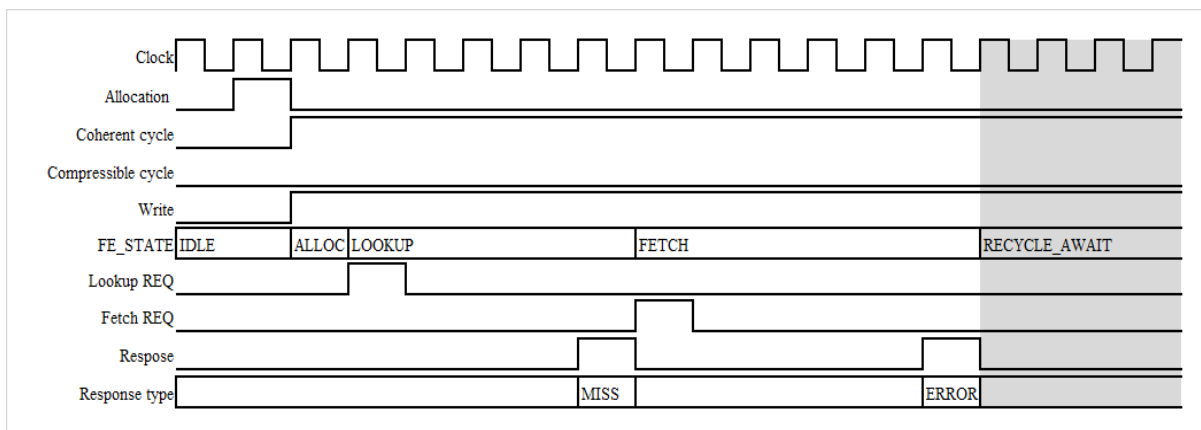 Clock
Allocation
Coherent cycle
Compressible cycle
Write
FE_STATE IDLE ALLOC LOOKUP FETCH RECYCLE_AWAIT
Lookup REQ
Fetch REQ
Respose
Response type MISS ERROR